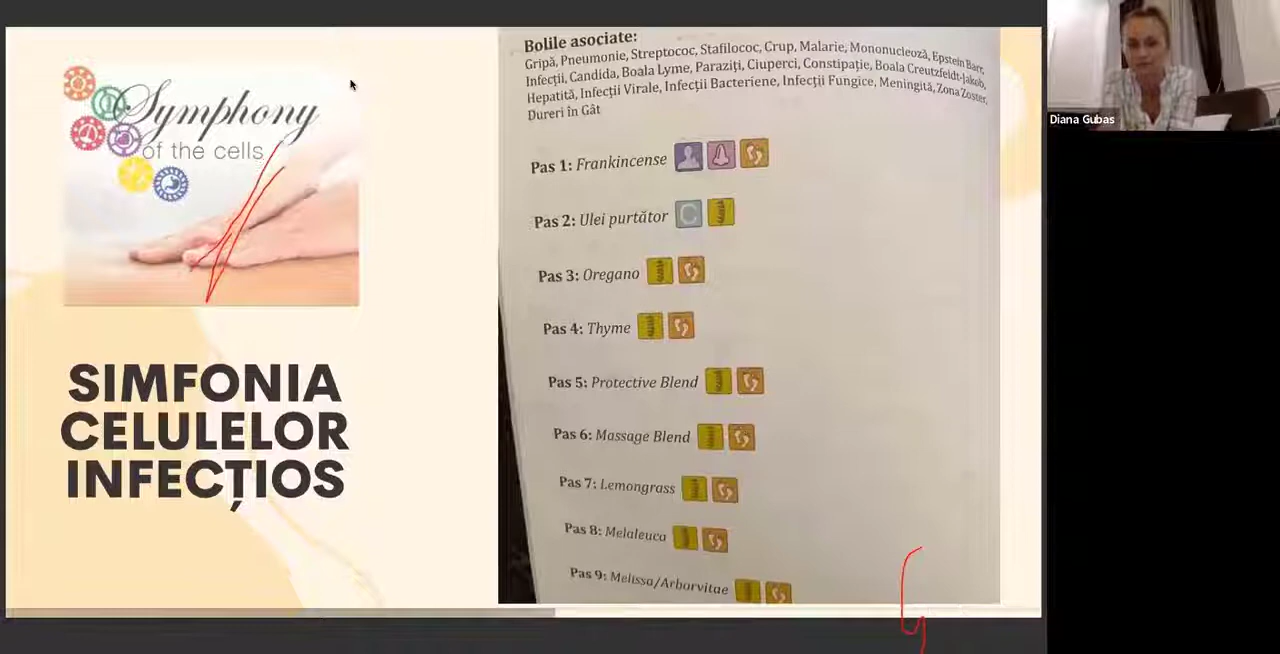 Symphony
of the cells
SIMFONIA
CELULELOR
INFECȚIOS
Bolile asociate:
Gripă, Pneumonie, Streptococ, Stafilococ, Crup, Malarie, Mononucleoză, Epstein Barr,
Infecții, Candida, Boala Lyme, Paraziți, Ciuperci, Constipație, Boala Creutzfeldt-Jakob,
Hepatită, Infecții Virale, Infecții Bacteriene, Infecții Fungice, Meningită, Zona Zoster,
Dureri în Gât
Pas 1: Frankincense
Pas 2: Ulei purtător C
Pas 3: Oregano
Pas 4: Thyme
Pas 5: Protective Blend
Pas 6: Massage Blend
Pas 7: Lemongrass
Pas 8: Melaleuca
Pas 9: Melissa/Arborvitae
Diana Gubas